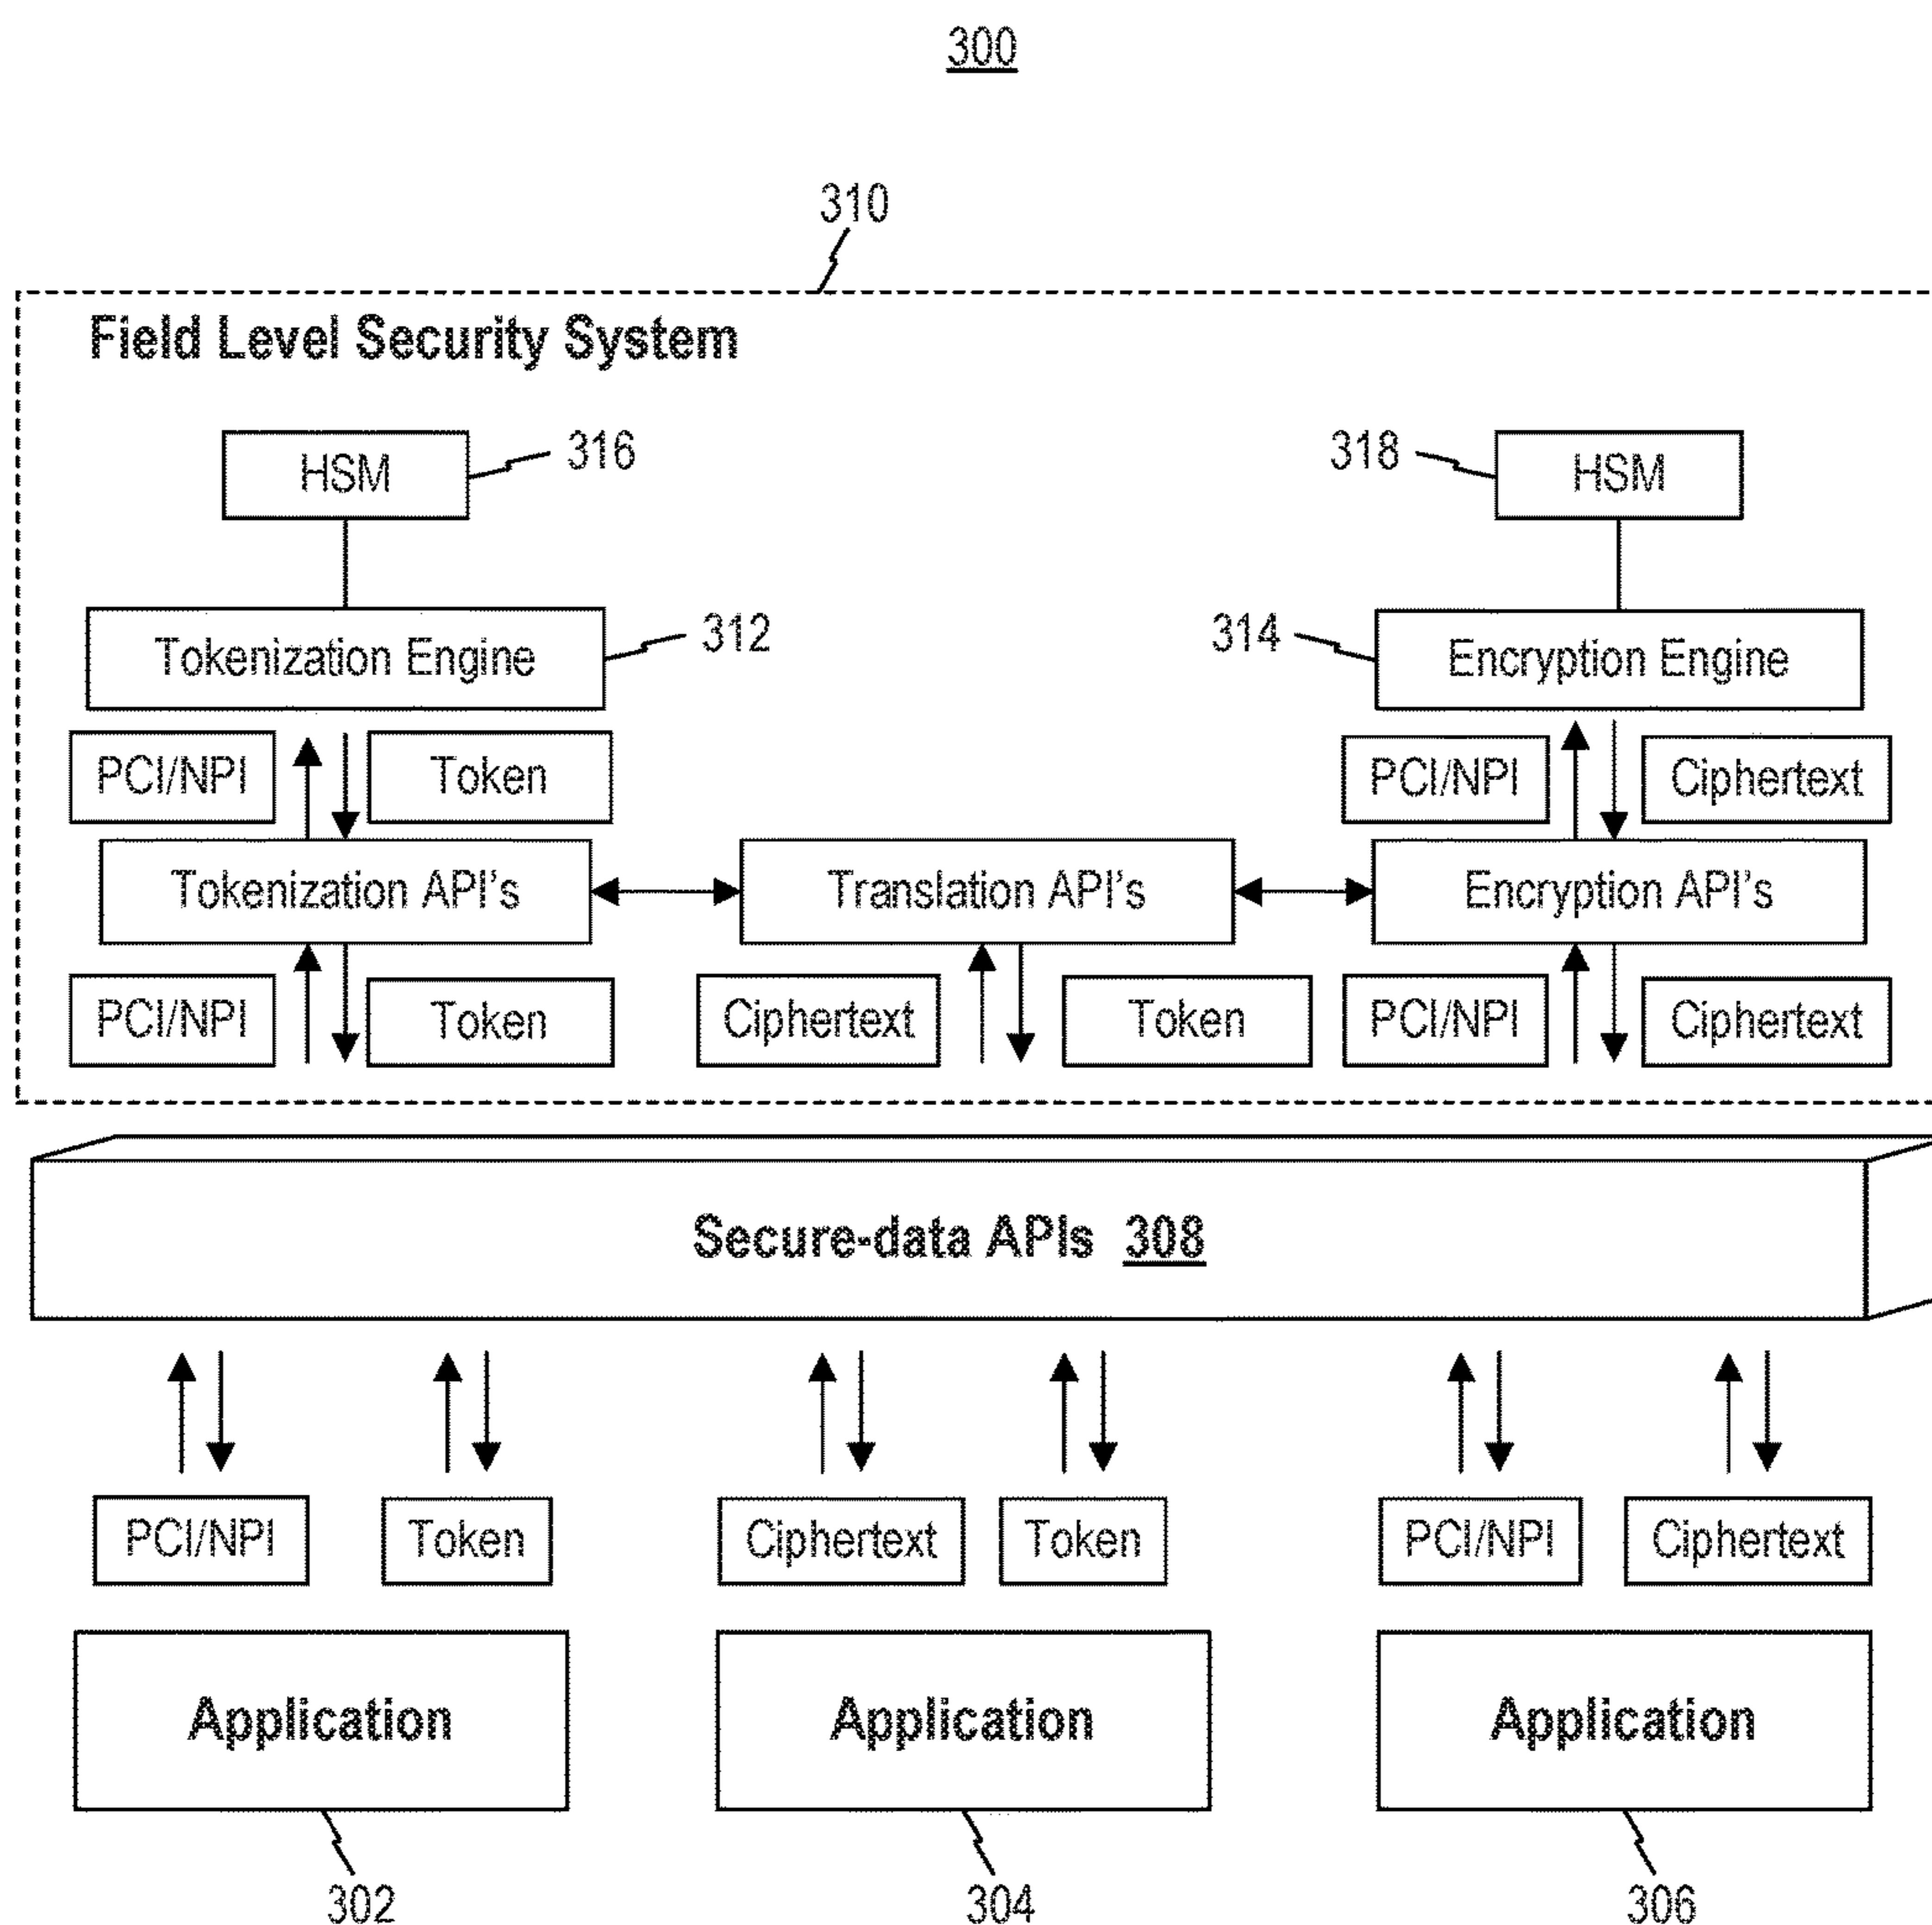 300
310
Field Level Security System
HSM 316 318 HSM
Tokenization Engine 312 314 Encryption Engine
PCI/NPI Token PCI/NPI Ciphertext
Tokenization API's Translation API's Encryption API's
PCI/NPI Token Ciphertext Token PCI/NPI Ciphertext
Secure-data APIs 308
PCI/NPI Token Ciphertext Token PCI/NPI Ciphertext
Application Application Application
302 304 306